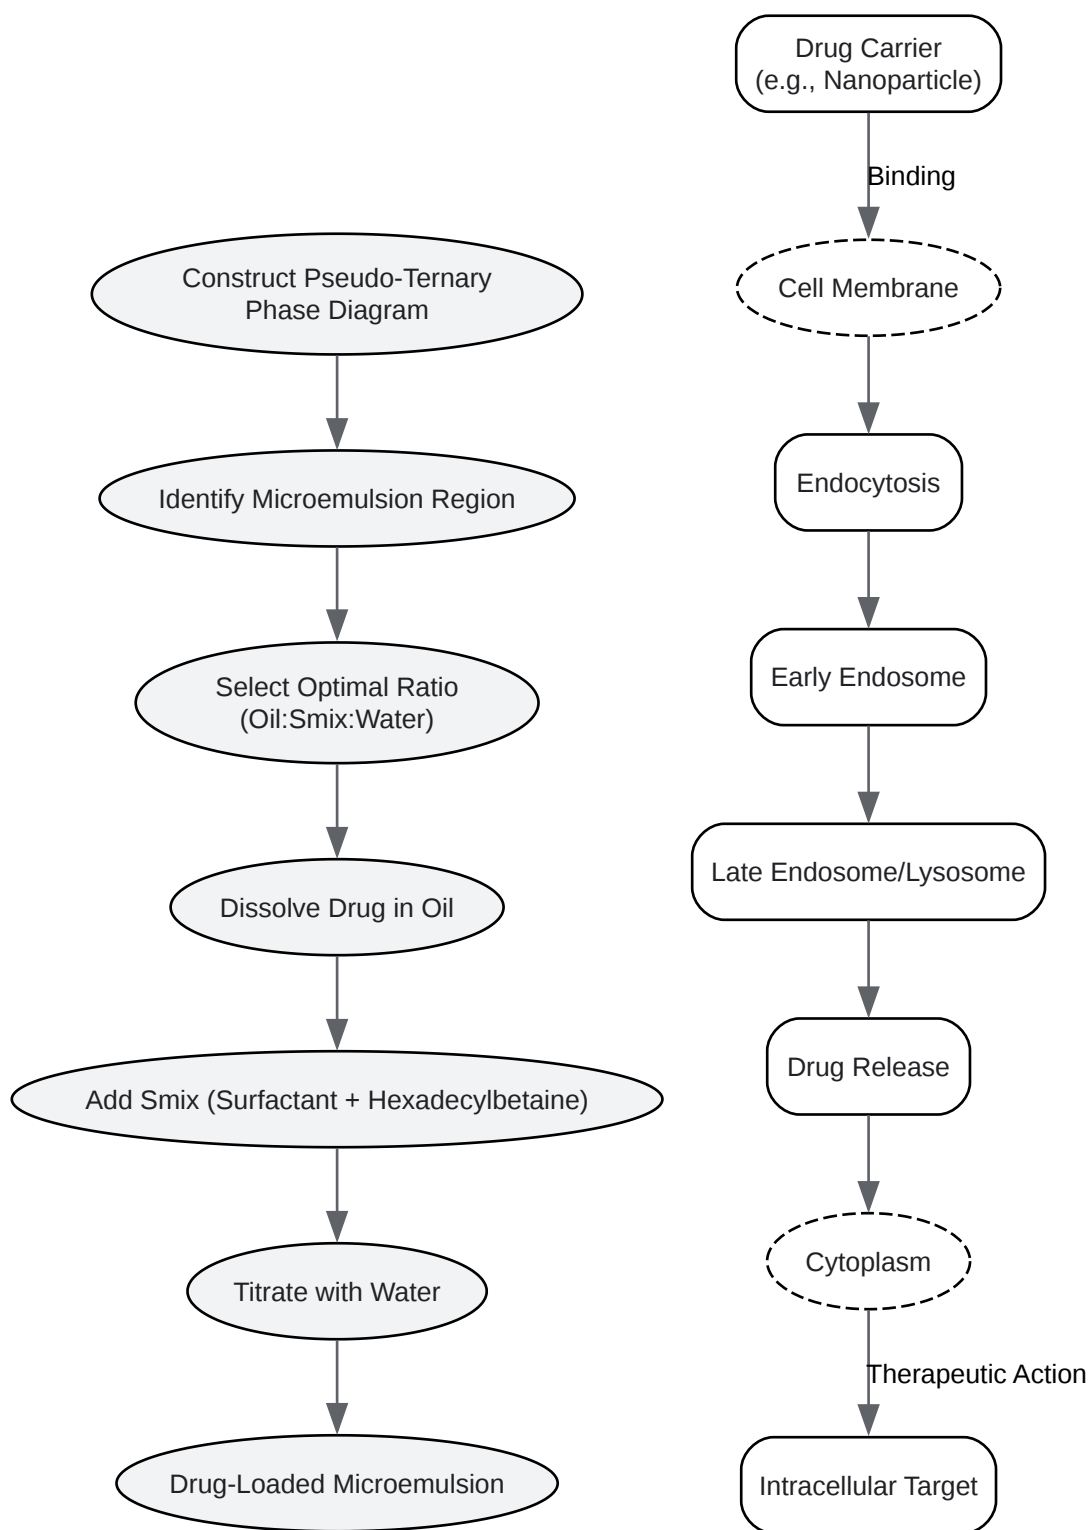 Construct Pseudo-Ternary
Phase Diagram
Identify Microemulsion Region
Select Optimal Ratio
(Oil:Smix:Water)
Dissolve Drug in Oil
Add Smix (Surfactant + Hexadecylbetaine)
Titrate with Water
Drug-Loaded Microemulsion
Drug Carrier
(e.g., Nanoparticle)
Binding
Cell Membrane
Endocytosis
Early Endosome
Late Endosome/Lysosome
Drug Release
Cytoplasm
Therapeutic Action
Intracellular Target